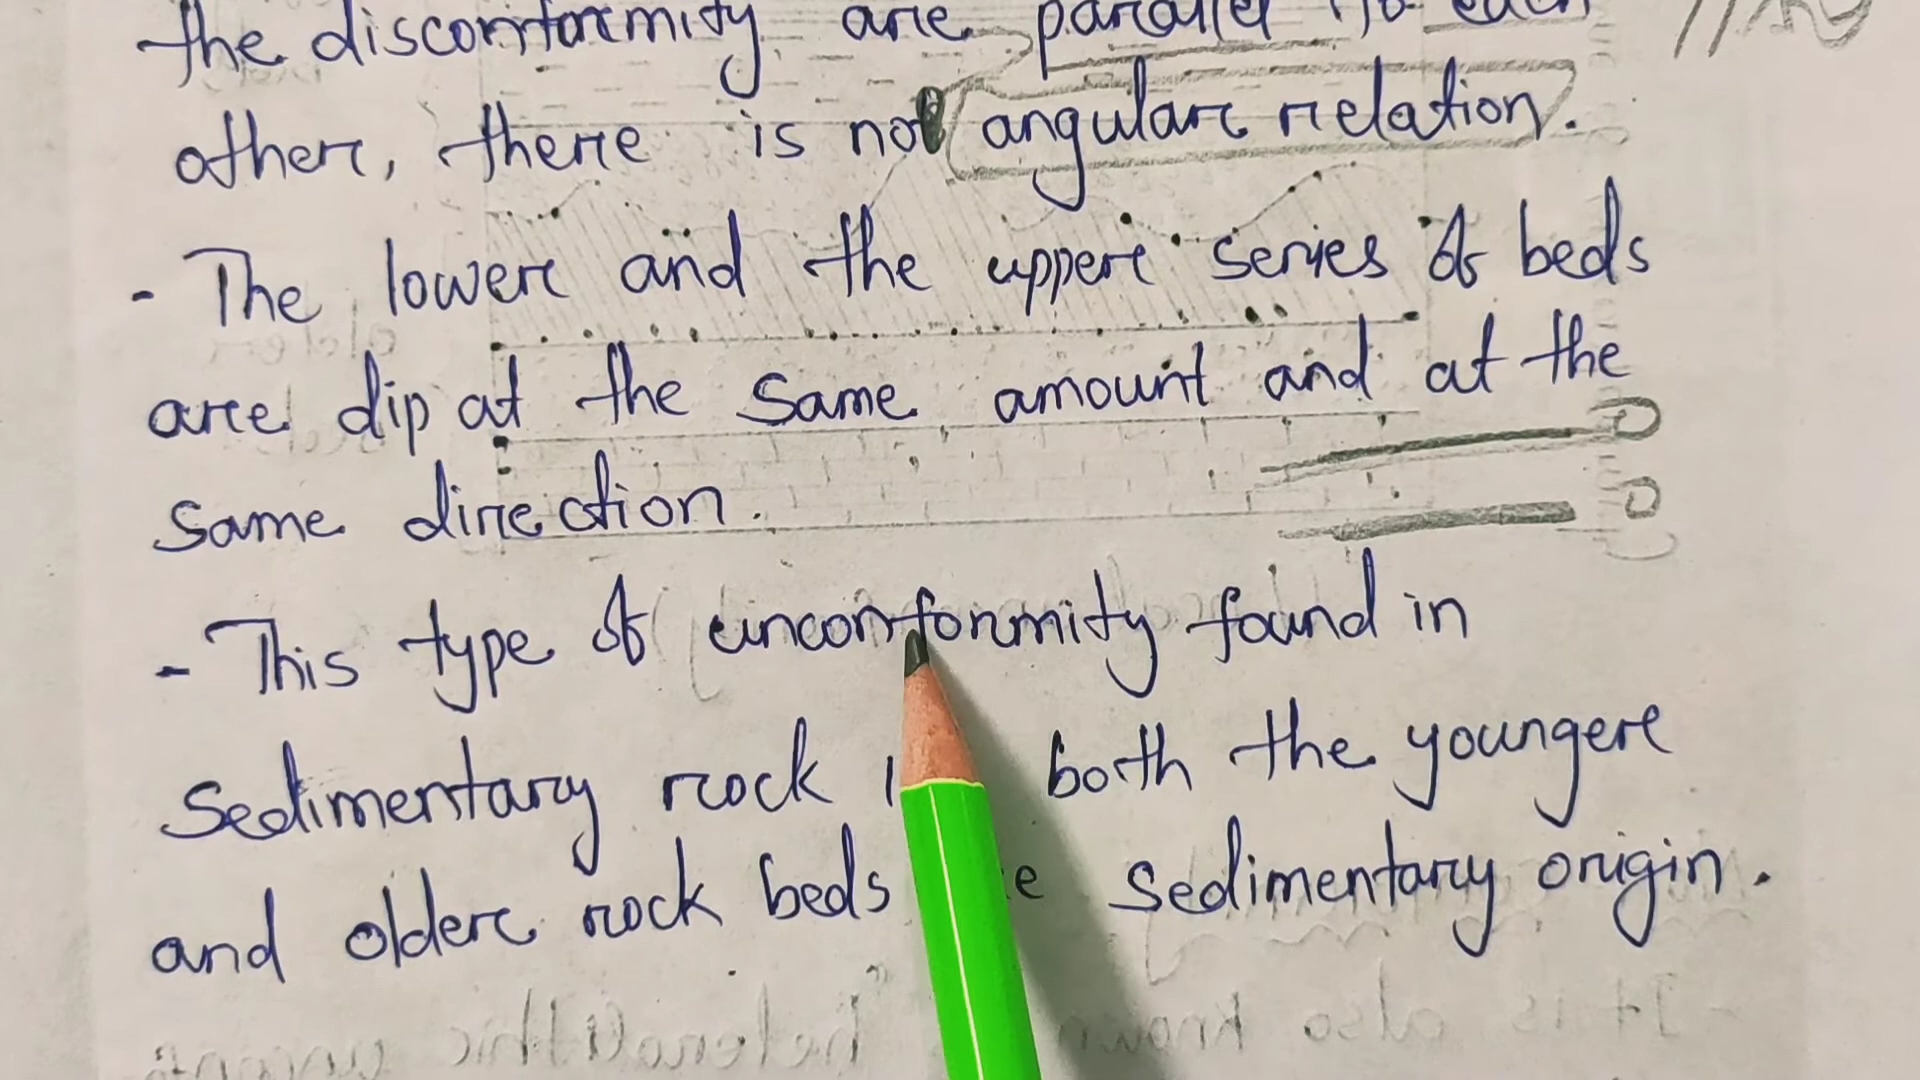 the disconformity are parallel to each
other, there is not angular relation.
- The lower and the upper series of beds
are dip at the same amount and at the
same direction.
- This type of unconformity found in
Sedimentary rock both the younger
and older rock beds sedimentary origin.